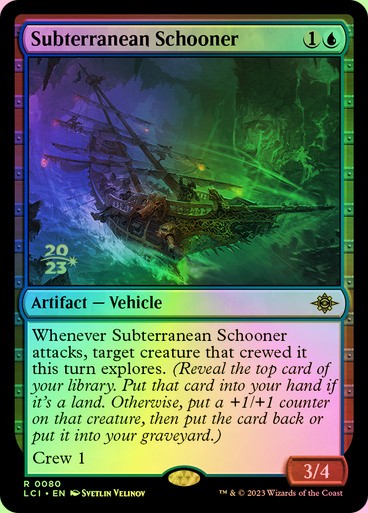 Subterranean Schooner 1
20
23
Artifact — Vehicle
Whenever Subterranean Schooner
attacks, target creature that crewed it
this turn explores. (Reveal the top card of
your library. Put that card into your hand if
it's a land. Otherwise, put a +1/+1 counter
on that creature, then put the card back or
put it into your graveyard.)
Crew 1
3/4
R 0080
LCI • EN Svetlin Velinov
™ & © 2023 Wizards of the Coast